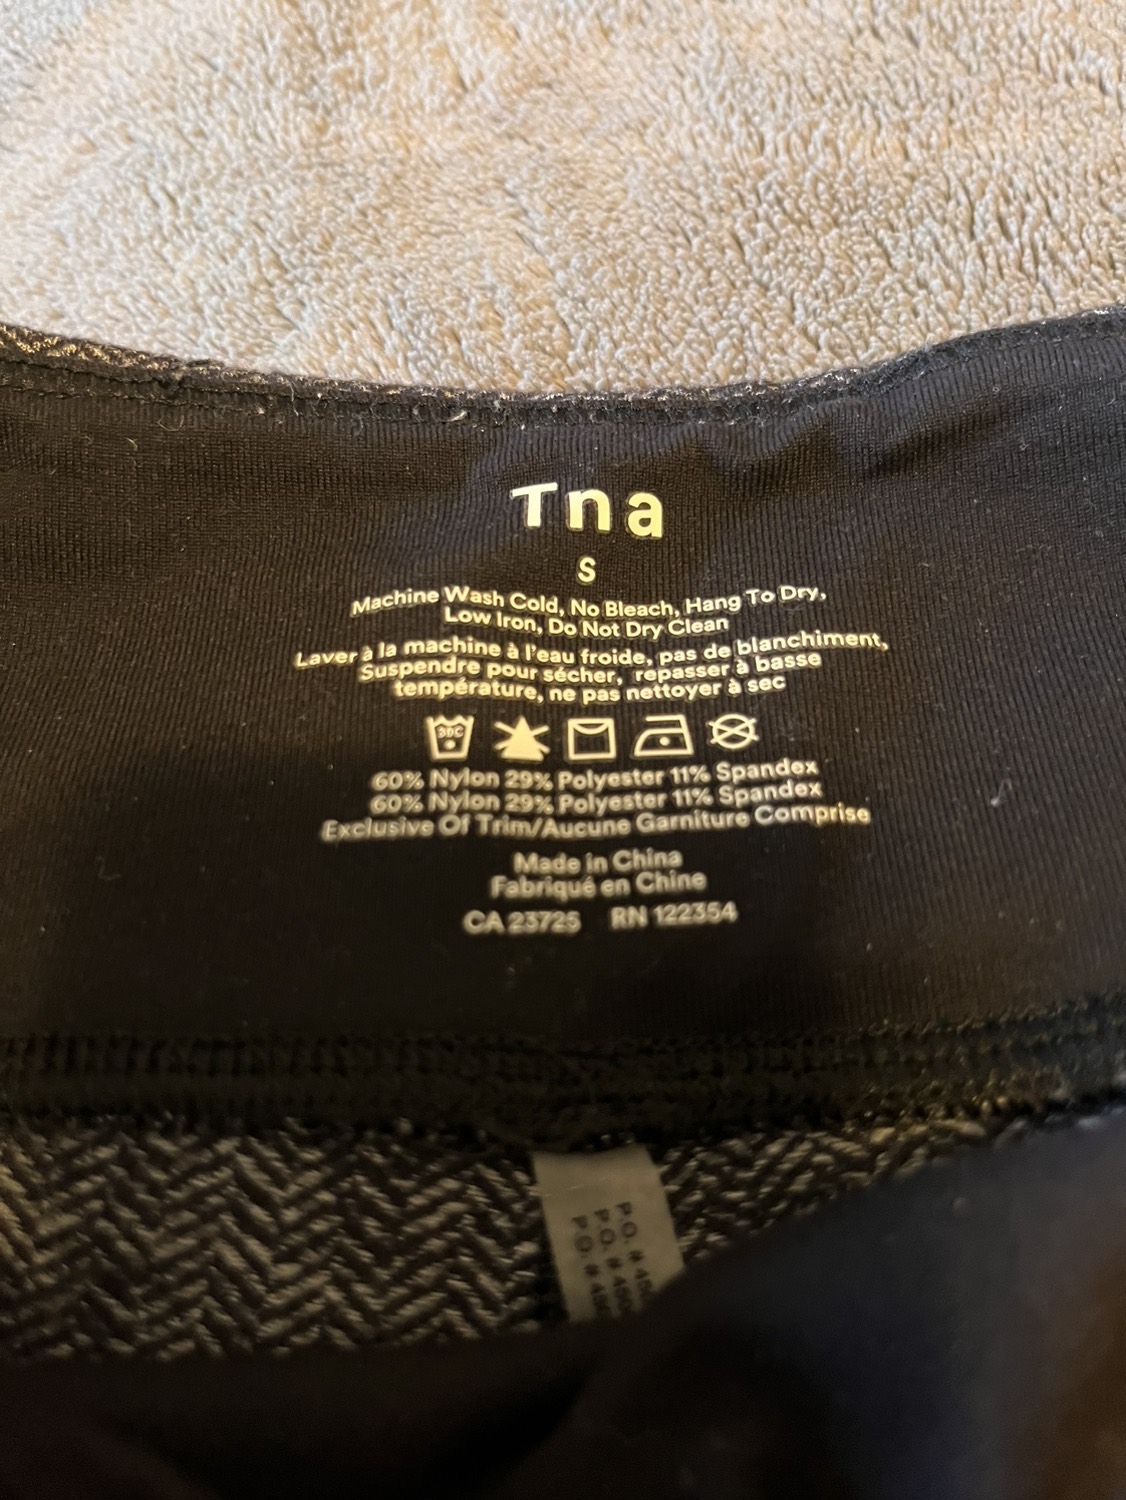 Tna
S
Machine Wash Cold, No Bleach, Hang To Dry,
Low Iron, Do Not Dry Clean
Laver à la machine à l'eau froide, pas de blanchiment,
Suspendre pour sécher, repasser à basse
température, ne pas nettoyer à sec
30C
60% Nylon 29% Polyester 11% Spandex
60% Nylon 29% Polyester 11% Spandex
Exclusive Of Trim/Aucune Garniture Comprise
Made in China
Fabriqué en Chine
CA 23725 RN 122354
P.O. #
P.O. #
P.O. #